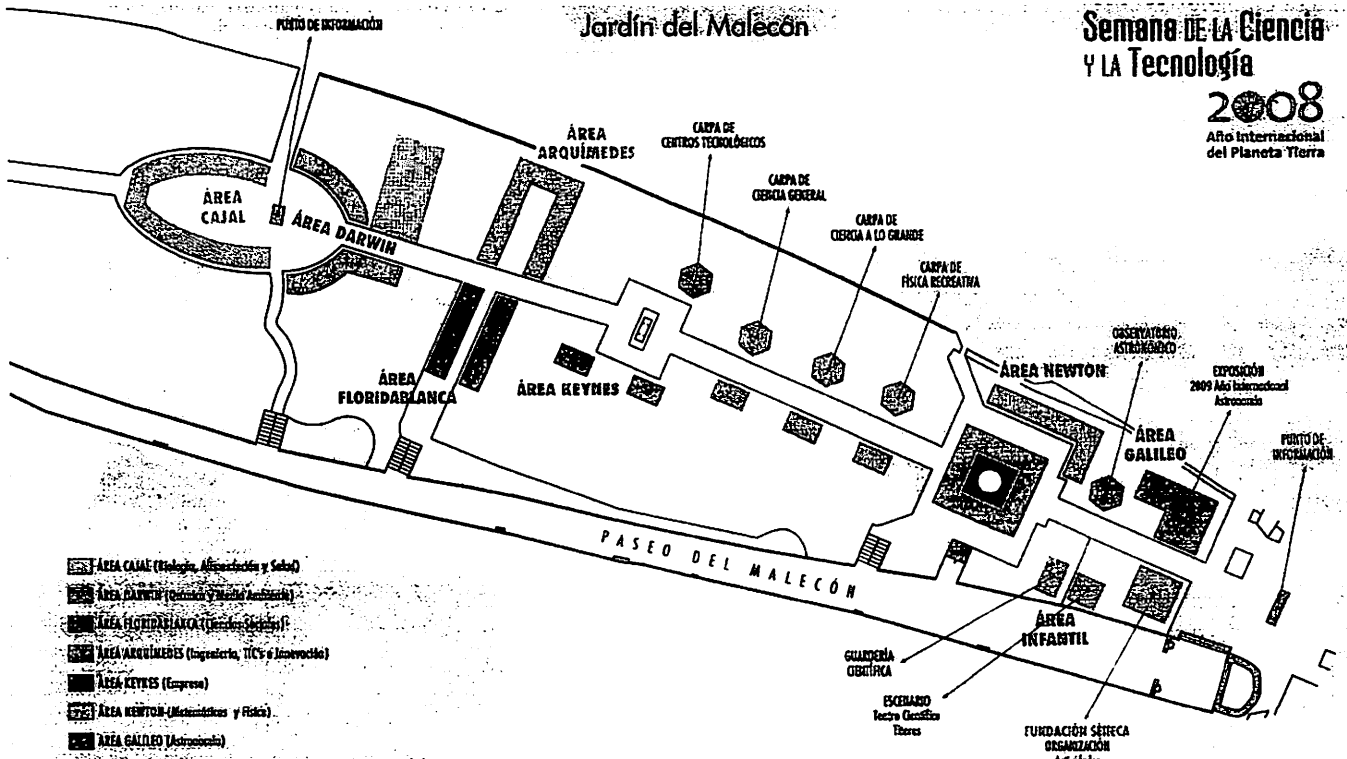 PUNTO DE INFORMACIÓN
Jardín del Malecón
Semana DE LA Ciencia
Y LA Tecnología
2008
Año Internacional
del Planeta Tierra
ÁREA
ARQUÍMEDES
CARPA DE
CENTROS TECNOLÓGICOS
CARPA DE
CIENCIA GENERAL
CARPA DE
CIENCIA A LO GRANDE
CARPA DE
FÍSICA RECREATIVA
ÁREA
CAJAL
ÁREA DARWIN
OBSERVATORIO
ASTRONÓMICO
ÁREA NEWTON
EXPOSICIÓN
2009 Año Internacional
Astronomía
ÁREA
FLORIDABLANCA
ÁREA KEYNES
ÁREA
GALILEO
PUNTO DE
INFORMACIÓN
PASEO DEL MALECÓN
ÁREA
INFANTIL
GUARDERÍA
CIENTÍFICA
ESCENARIO
Teatro Científico
Títeres
FUNDACIÓN SÉNECA
ORGANIZACIÓN
ÁREA CAJAL (Biología, Alimentación y Salud)
ÁREA DARWIN (Química y Medio Ambiente)
ÁREA FLORIDABLANCA (Ciencias Sociales)
ÁREA ARQUÍMEDES (Ingeniería, TIC's e Innovación)
ÁREA KEYNES (Empresa)
ÁREA NEWTON (Matemáticas y Física)
ÁREA GALILEO (Astronomía)